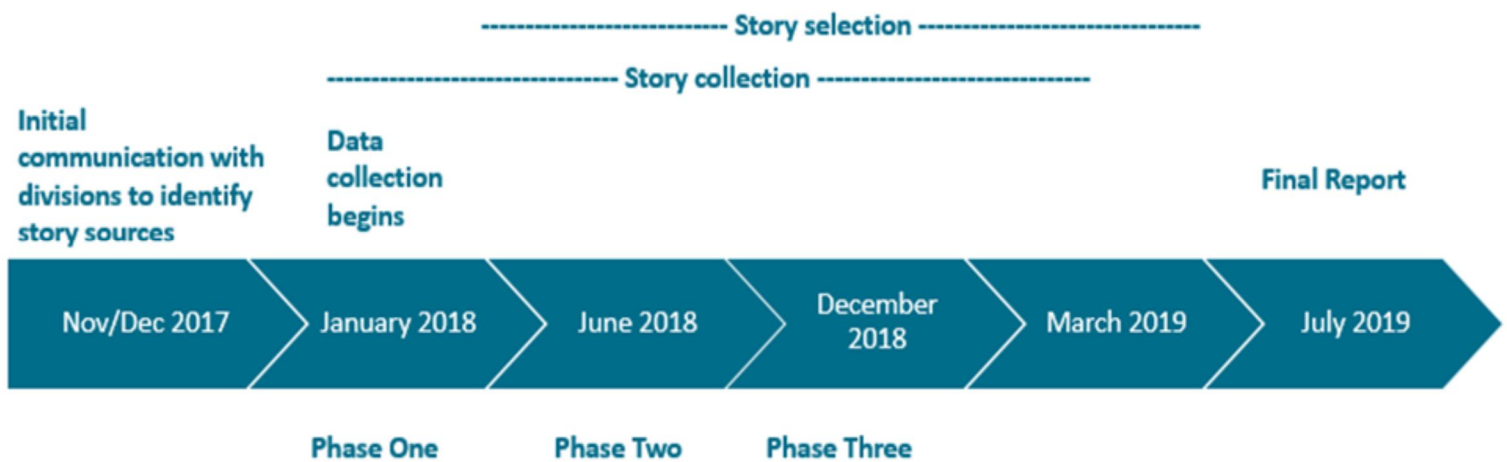 --------------------------- Story selection -------------------------------
-------------------------------- Story collection ------------------------------
Initial
communication with
divisions to identify
story sources
Data
collection
begins
Final Report
Nov/Dec 2017
January 2018
June 2018
December
2018
March 2019
July 2019
Phase One
Phase Two
Phase Three